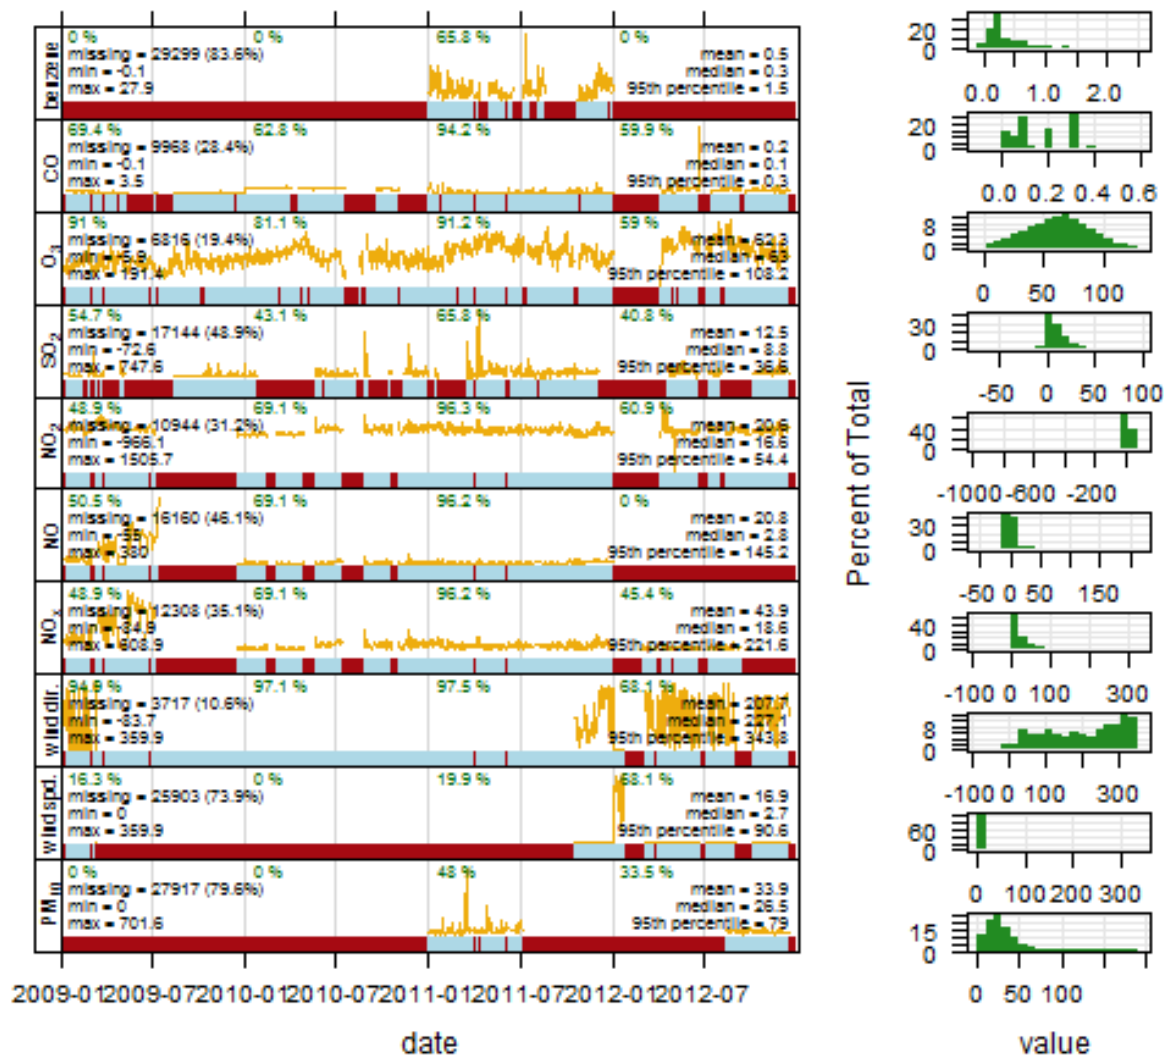 benzene
0 %
0 %
65.8 %
0 %
missing = 29299 (83.6%)
min = -0.1
max = 27.9
mean = 0.5
median = 0.3
95th percentile = 1.5
CO
69.4 %
62.8 %
94.2 %
59.9 %
missing = 9968 (28.4%)
min = -0.1
max = 3.5
mean = 0.2
median = 0.1
95th percentile = 0.3
O3
91 %
81.1 %
91.2 %
59 %
missing = 6816 (19.4%)
max = 191.4
mean = 62.3
median = 63
95th percentile = 108.2
SO2
54.7 %
43.1 %
65.8 %
40.8 %
missing = 17144 (48.9%)
min = -72.6
max = 747.6
mean = 12.5
median = 8.8
95th percentile = 36.6
NO2
48.9 %
69.1 %
96.3 %
60.9 %
missing = 10944 (31.2%)
min = -966.1
max = 1505.7
mean = 20.6
median = 16.6
95th percentile = 54.4
NO
50.5 %
69.1 %
96.2 %
0 %
missing = 16160 (46.1%)
max = 380
mean = 20.8
median = 2.8
95th percentile = 145.2
NOx
48.9 %
69.1 %
96.2 %
45.4 %
missing = 12308 (35.1%)
min = -84.9
max = 608.9
mean = 43.9
median = 18.6
95th percentile = 221.6
wind dir.
94.9 %
97.1 %
97.5 %
68.1 %
missing = 3717 (10.6%)
min = -83.7
max = 359.9
mean = 207.7
median = 227.1
95th percentile = 343.8
wind spd.
16.3 %
0 %
19.9 %
68.1 %
missing = 25903 (73.9%)
min = 0
max = 359.9
mean = 16.9
median = 2.7
95th percentile = 90.6
PM10
0 %
0 %
48 %
33.5 %
missing = 27917 (79.6%)
min = 0
max = 701.6
mean = 33.9
median = 26.5
95th percentile = 79
2009-01 2009-07 2010-01 2010-07 2011-01 2011-07 2012-01 2012-07
date
Percent of Total
20
0
0.0 1.0 2.0
20
0
0.0 0.2 0.4 0.6
8
0
0 50 100
30
0
-50 0 50 100
40
0
-1000 -600 -200
30
0
-50 0 50 150
40
0
-100 0 100 300
8
0
-100 0 100 300
60
0
0 100 200 300
15
0
0 50 100
value